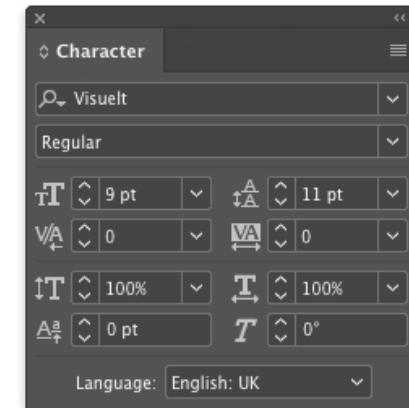 Character
Visuelt
Regular
9 pt 11 pt
0 0
100% 100%
0 pt 0°
Language: English: UK